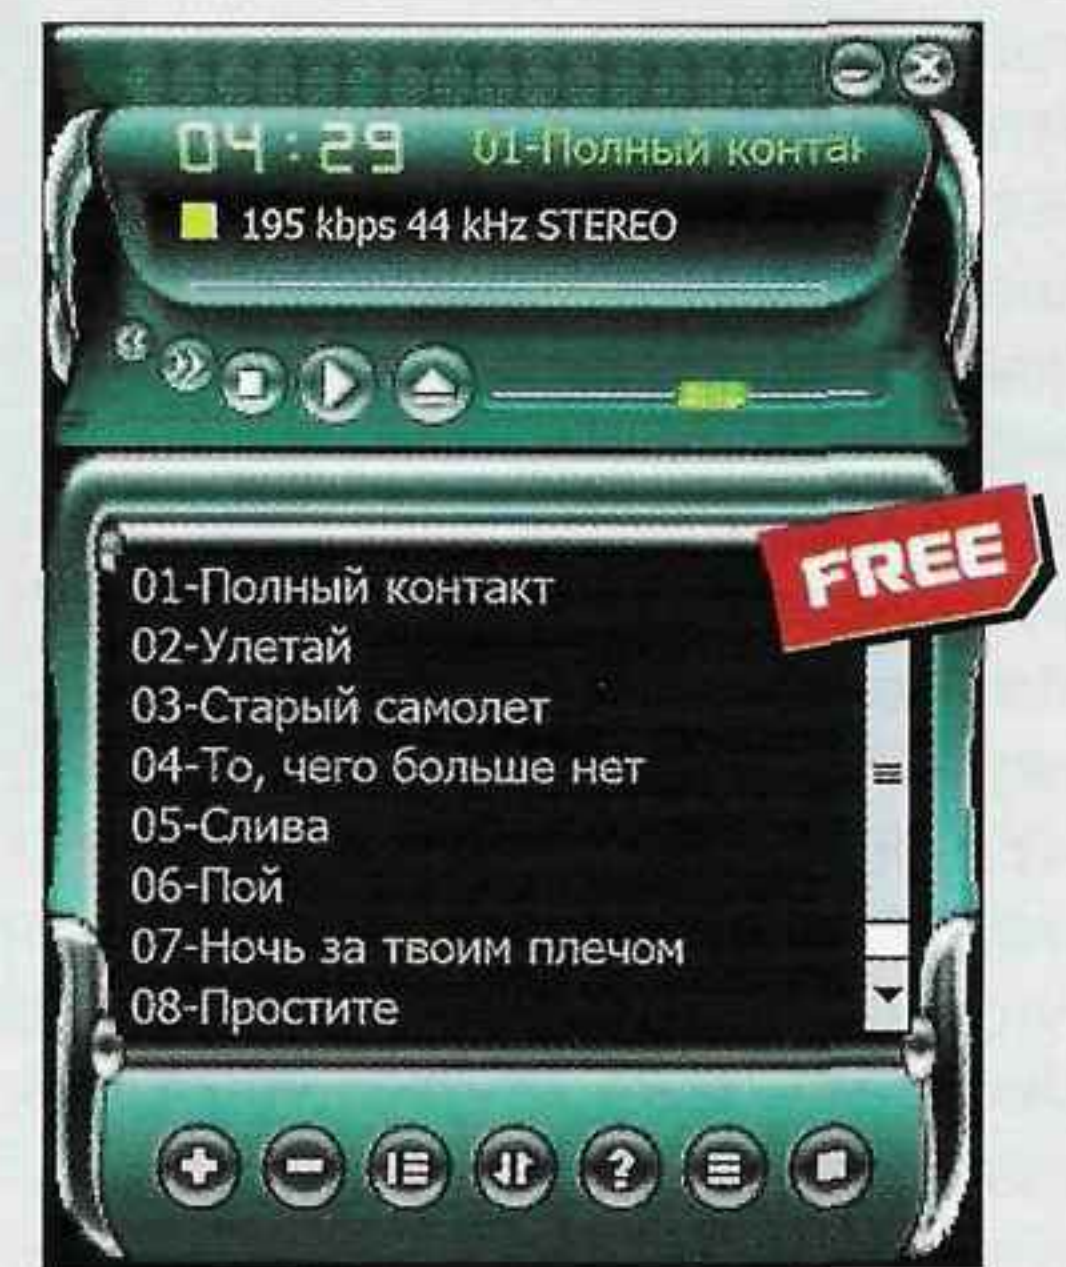 04:29 01-Полный контак
195 kbps 44 kHz STEREO
FREE
01-Полный контакт
02-Улетай
03-Старый самолет
04-То, чего больше нет
05-Слива
06-Пой
07-Ночь за твоим плечом
08-Простите